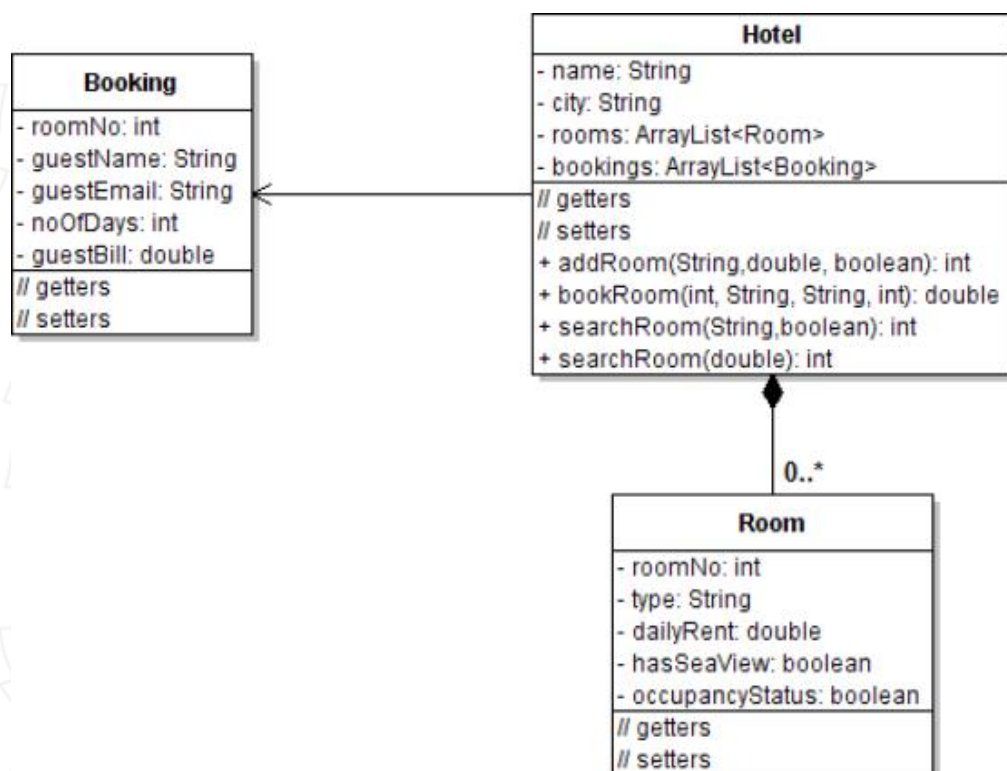 Booking
- roomNo: int
- guestName: String
- guestEmail: String
- noOfDays: int
- guestBill: double
// getters
// setters
Hotel
- name: String
- city: String
- rooms: ArrayList<Room>
- bookings: ArrayList<Booking>
// getters
// setters
+ addRoom(String,double, boolean): int
+ bookRoom(int, String, String, int): double
+ searchRoom(String,boolean): int
+ searchRoom(double): int
0..*
Room
- roomNo: int
- type: String
- dailyRent: double
- hasSeaView: boolean
- occupancyStatus: boolean
// getters
// setters